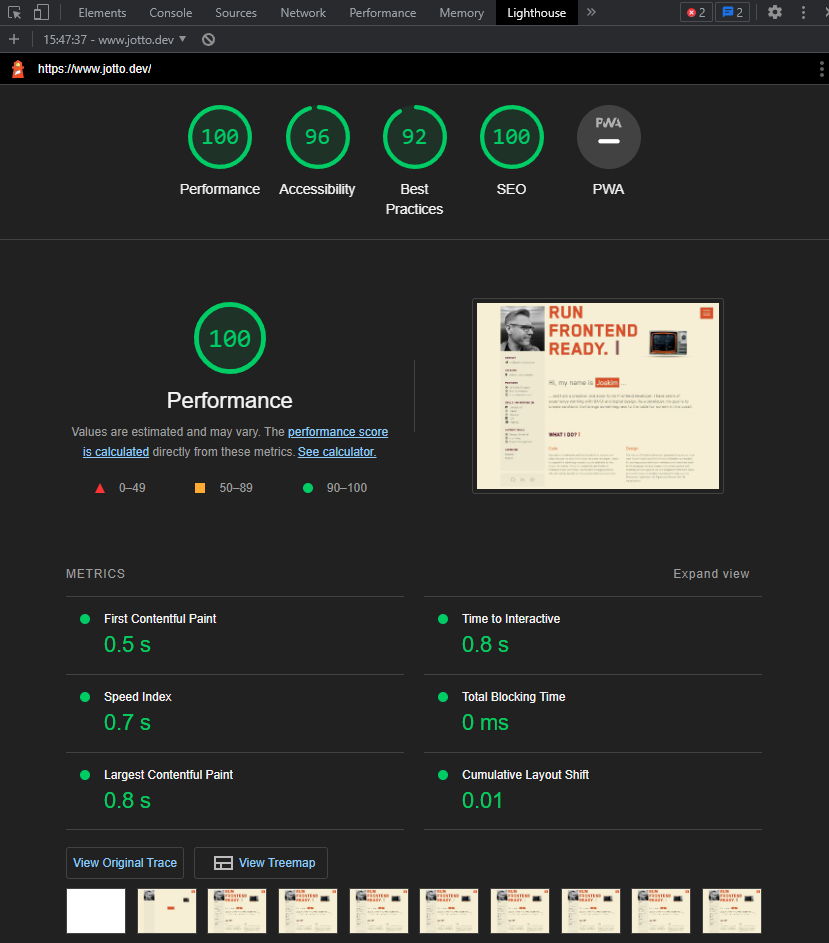 Elements Console Sources Network Performance Memory Lighthouse » 2 2
+ 15:47:37 - www.jotto.dev
https://www.jotto.dev/
100 96 92 100 PWA
Performance Accessibility Best Practices SEO PWA
100
Performance
Values are estimated and may vary. The performance score
is calculated directly from these metrics. See calculator.
0–49 50–89 90–100
RUN
FRONTEND
READY.
Hi, my name is Joakim ...
WHAT I DO?
METRICS Expand view
First Contentful Paint
0.5 s
Time to Interactive
0.8 s
Speed Index
0.7 s
Total Blocking Time
0 ms
Largest Contentful Paint
0.8 s
Cumulative Layout Shift
0.01
View Original Trace View Treemap